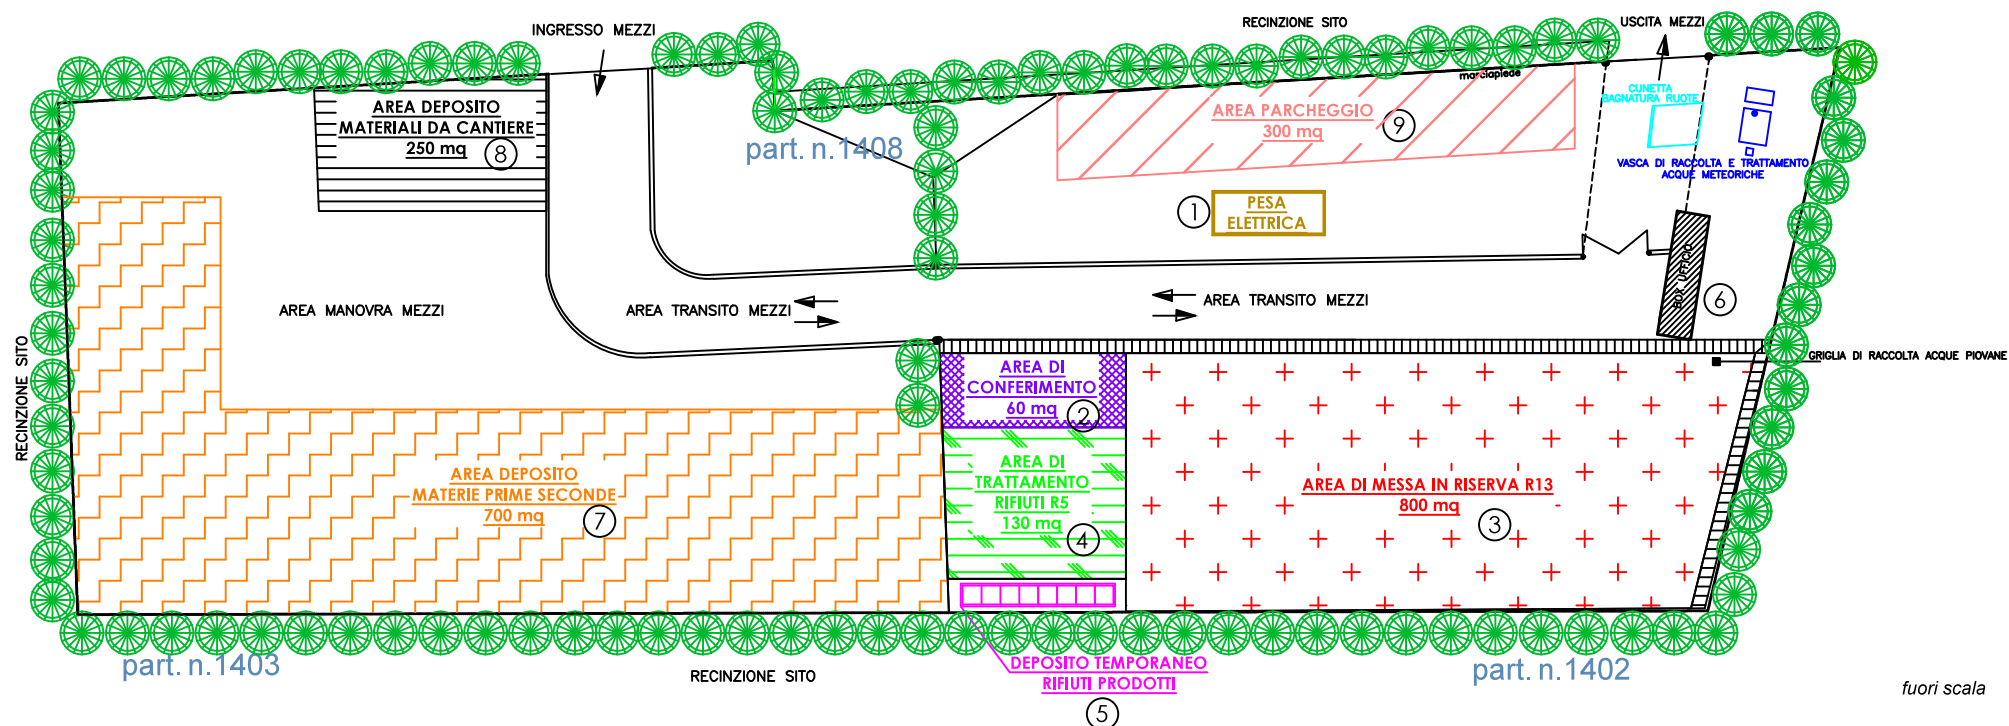 INGRESSO MEZZI
RECINZIONE SITO
USCITA MEZZI
marciapiede
AREA DEPOSITO
MATERIALI DA CANTIERE
250 mq
8
part. n.1408
AREA PARCHEGGIO
300 mq
9
CUNETTA
BAGNATURA RUOTE
VASCA DI RACCOLTA E TRATTAMENTO
ACQUE METEORICHE
1
PESA
ELETTRICA
BOX UFFICIO
6
AREA MANOVRA MEZZI
AREA TRANSITO MEZZI
AREA TRANSITO MEZZI
GRIGLIA DI RACCOLTA ACQUE PIOVANE
RECINZIONE SITO
AREA DI
CONFERIMENTO
60 mq
2
AREA DEPOSITO
MATERIE PRIME SECONDE
700 mq
7
AREA DI
TRATTAMENTO
RIFIUTI R5
130 mq
4
AREA DI MESSA IN RISERVA R13
800 mq
3
part. n.1403
RECINZIONE SITO
DEPOSITO TEMPORANEO
RIFIUTI PRODOTTI
5
part. n.1402
fuori scala